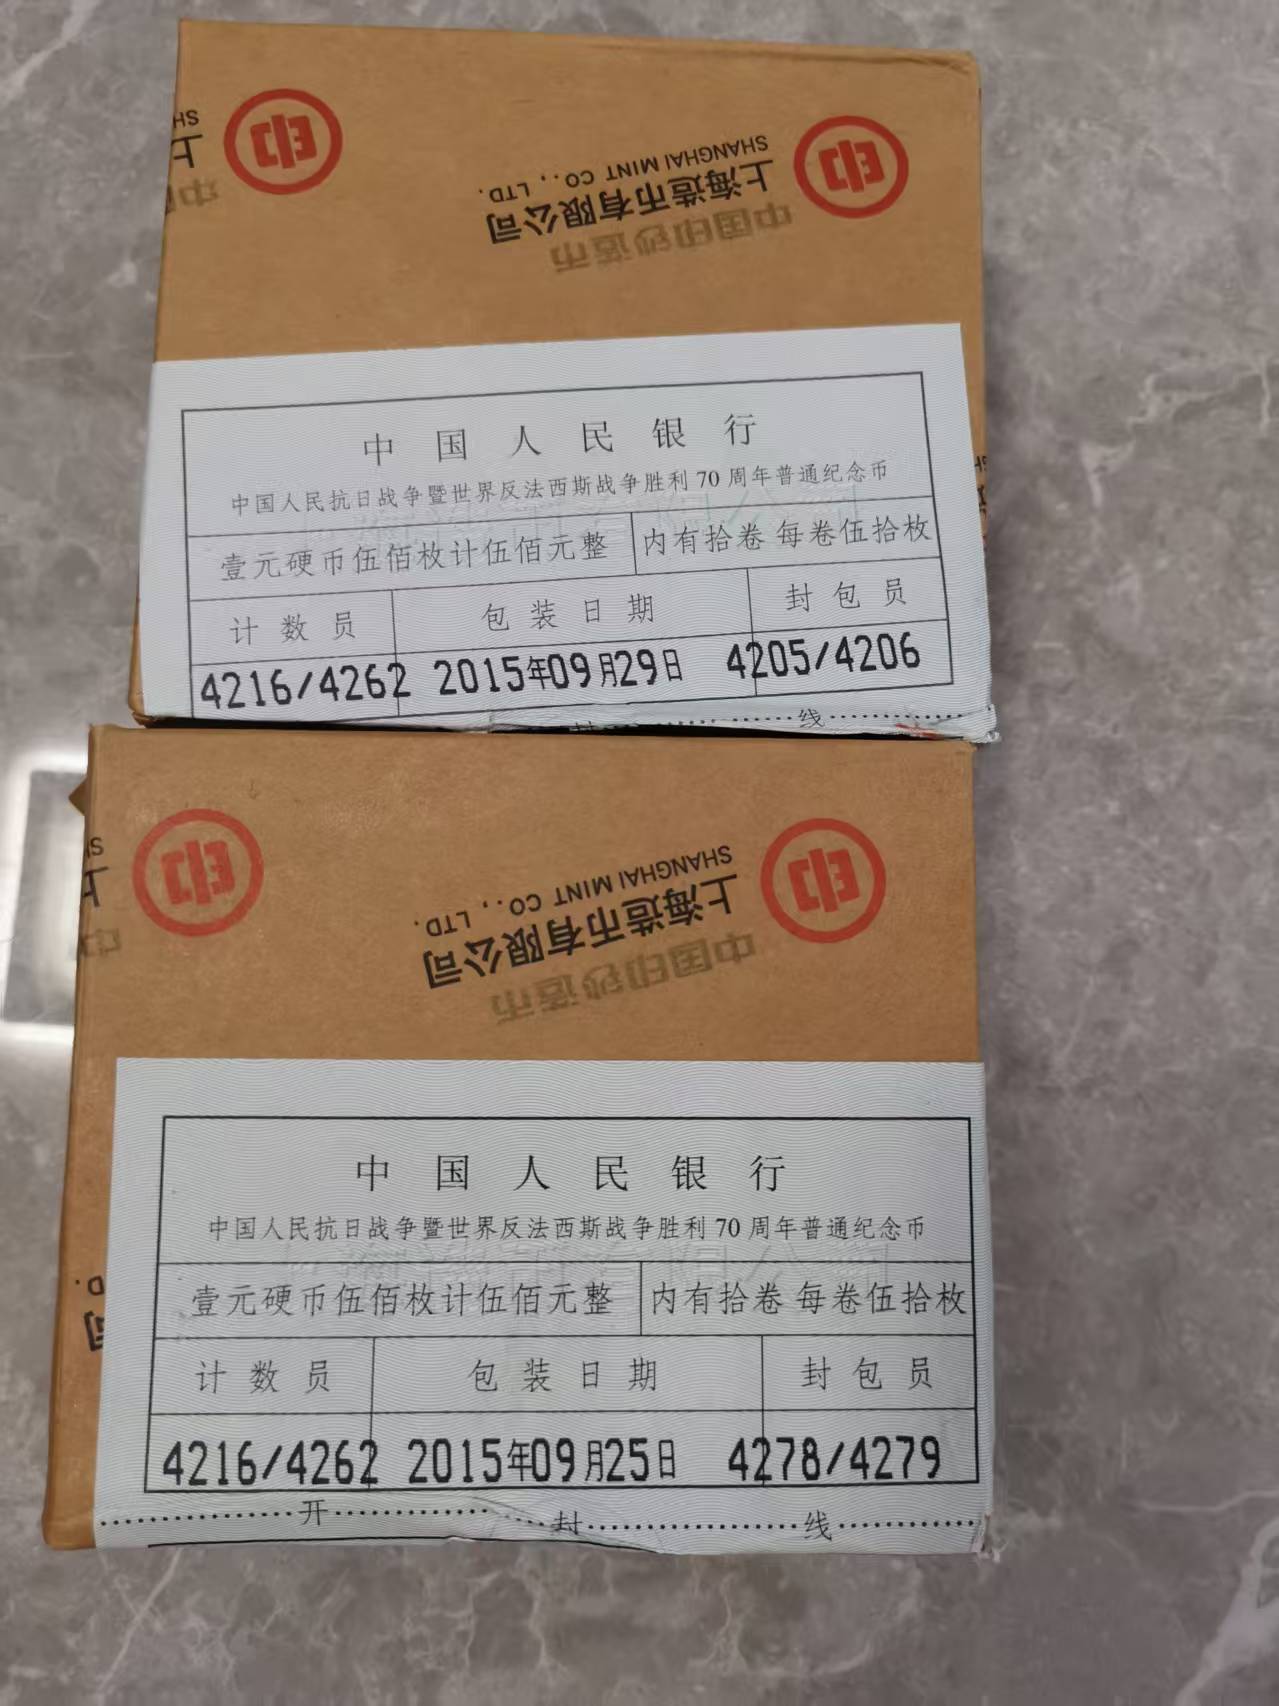 SH
上
中国
SHANGHAI MINT CO., LTD.
上海造币有限公司
中国印钞造币
中国人民银行
中国人民抗日战争暨世界反法西斯战争胜利70周年普通纪念币
壹元硬币伍佰枚计伍佰元整 内有拾卷 每卷伍拾枚
计数员 包装日期 封包员
4216/4262 2015年09月29日 4205/4206
封 线
SH
上
中
SHANGHAI MINT CO., LTD.
上海造币有限公司
中国印钞造币
D.
司
中国人民银行
中国人民抗日战争暨世界反法西斯战争胜利70周年普通纪念币
壹元硬币伍佰枚计伍佰元整 内有拾卷 每卷伍拾枚
计数员 包装日期 封包员
4216/4262 2015年09月25日 4278/4279
开 封 线